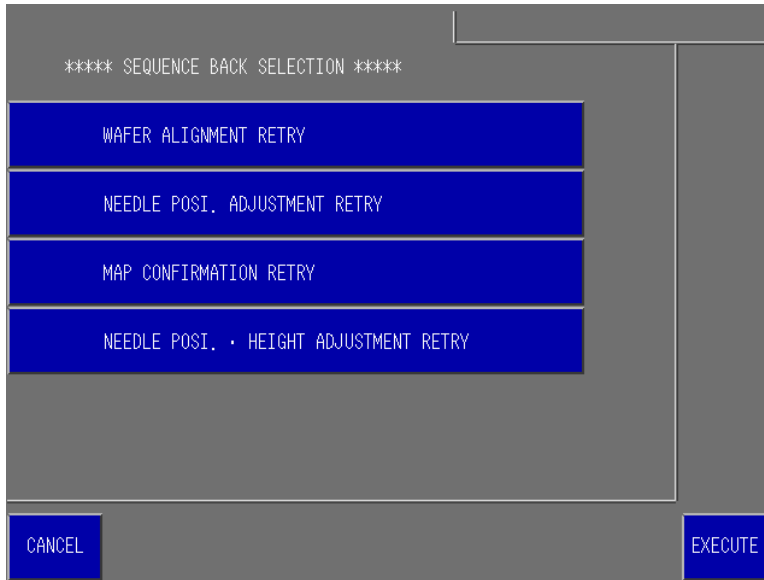 ***** SEQUENCE BACK SELECTION *****
WAFER ALIGNMENT RETRY
NEEDLE POSI. ADJUSTMENT RETRY
MAP CONFIRMATION RETRY
NEEDLE POSI. · HEIGHT ADJUSTMENT RETRY
CANCEL
EXECUTE